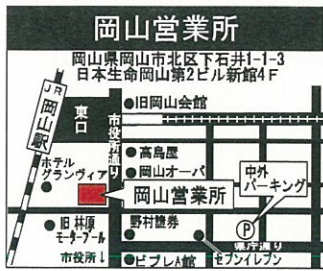 岡山営業所
岡山県岡山市北区下石井1-1-3
日本生命岡山第2ビル新館4F
JR
岡山駅
東口
市役所通り
●旧岡山会館
●高島屋
●岡山オーパ
ホテル
グランヴィア
岡山営業所
中外
パーキング
旧林原
モータープール
野村證券
P
県庁通り
市役所↓
●ビブレA館
セブンイレブン